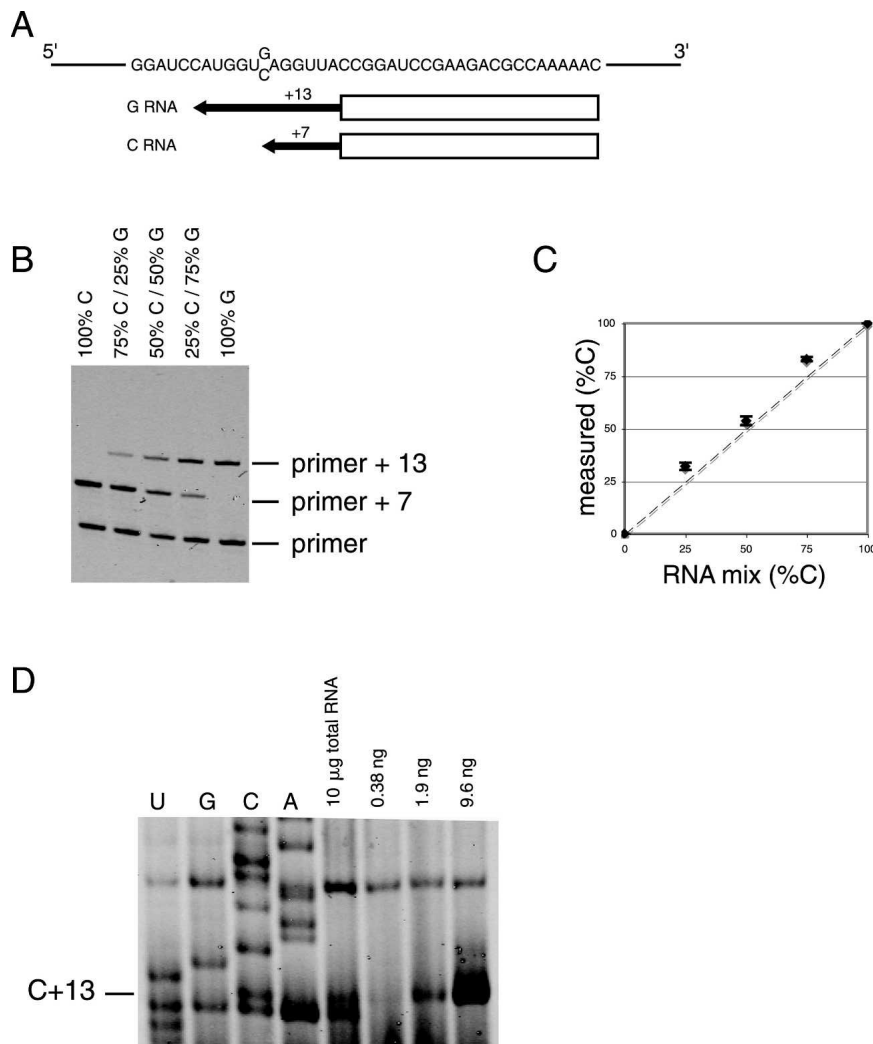 A
5' 3'
GGAUCCAUGGUGAGGUUACCGGAUCCGAAGACGCCAAAAAC
C
G RNA +13
C RNA +7
B
100% C
75% C / 25% G
50% C / 50% G
25% C / 75% G
100% G
primer + 13
primer + 7
primer
C
measured (%C)
100
75
50
25
0
0 25 50 75 100
RNA mix (%C)
D
U G C A
10 µg total RNA
0.38 ng
1.9 ng
9.6 ng
C+13